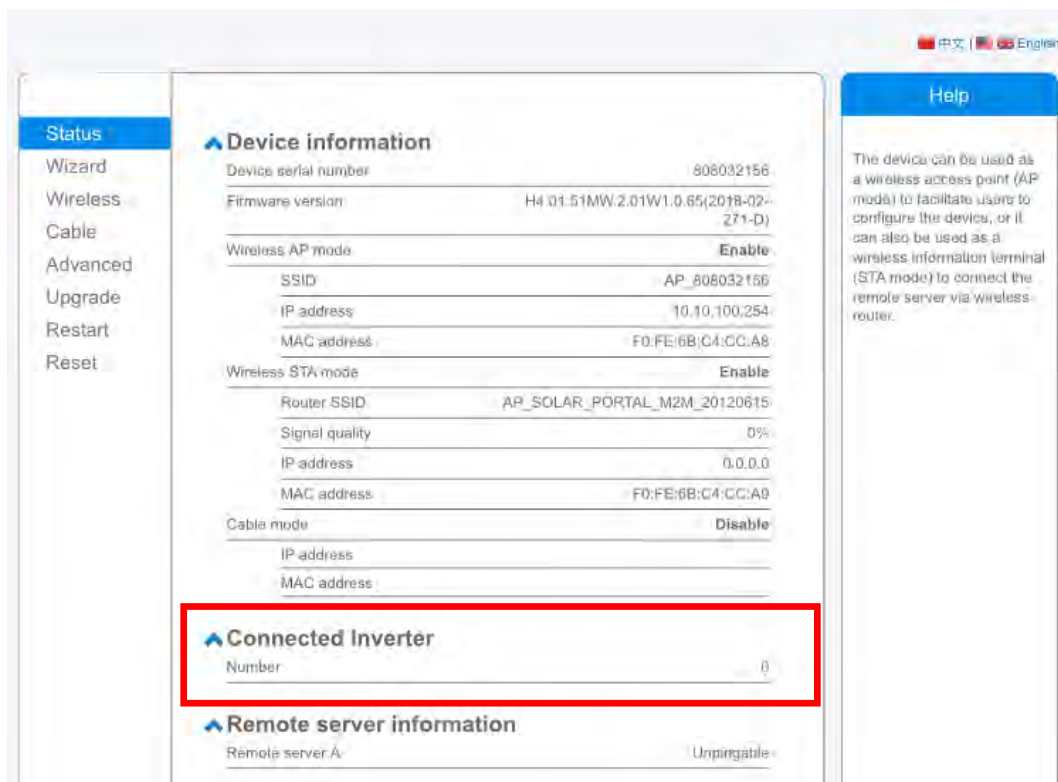 中文 | English
Help
Status
Wizard
Wireless
Cable
Advanced
Upgrade
Restart
Reset
Device information
Device serial number 808032156
Firmware version H4.01.51MW.2.01W1.0.65(2018-02-
271-D)
Wireless AP mode Enable
SSID AP_808032156
IP address 10.10.100.254
MAC address F0:FE:6B:C4:CC:A8
Wireless STA mode Enable
Router SSID AP_SOLAR_PORTAL_M2M_20120615
Signal quality 0%
IP address 0.0.0.0
MAC address F0:FE:6B:C4:CC:A9
Cable mode Disable
IP address
MAC address
Connected Inverter
Number 0
Remote server information
Remote server A Unpingable
The device can be used as
a wireless access point (AP
mode) to facilitate users to
configure the device, or it
can also be used as a
wireless information terminal
(STA mode) to connect the
remote server via wireless
router.